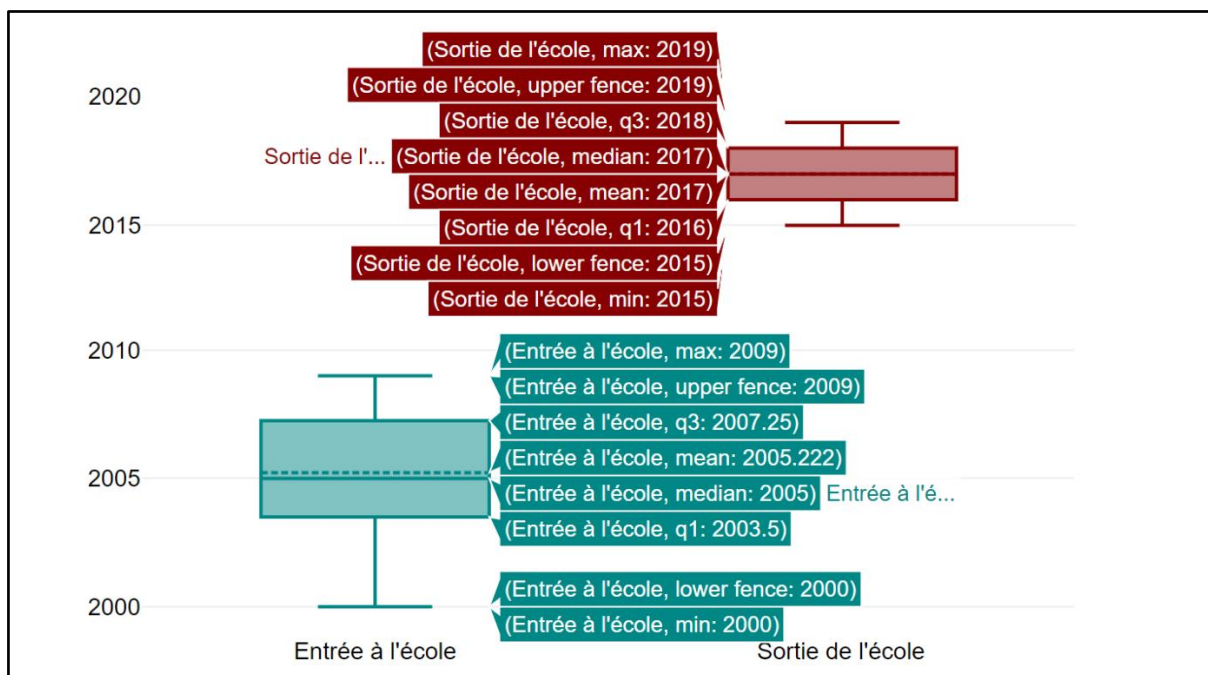 (Sortie de l'école, max: 2019)
(Sortie de l'école, upper fence: 2019)
2020
(Sortie de l'école, q3: 2018)
Sortie de l'... (Sortie de l'école, median: 2017)
(Sortie de l'école, mean: 2017)
(Sortie de l'école, q1: 2016)
2015
(Sortie de l'école, lower fence: 2015)
(Sortie de l'école, min: 2015)
2010 (Entrée à l'école, max: 2009)
(Entrée à l'école, upper fence: 2009)
(Entrée à l'école, q3: 2007.25)
(Entrée à l'école, mean: 2005.222)
2005
(Entrée à l'école, median: 2005) Entrée à l'é...
(Entrée à l'école, q1: 2003.5)
(Entrée à l'école, lower fence: 2000)
2000
(Entrée à l'école, min: 2000)
Entrée à l'école Sortie de l'école